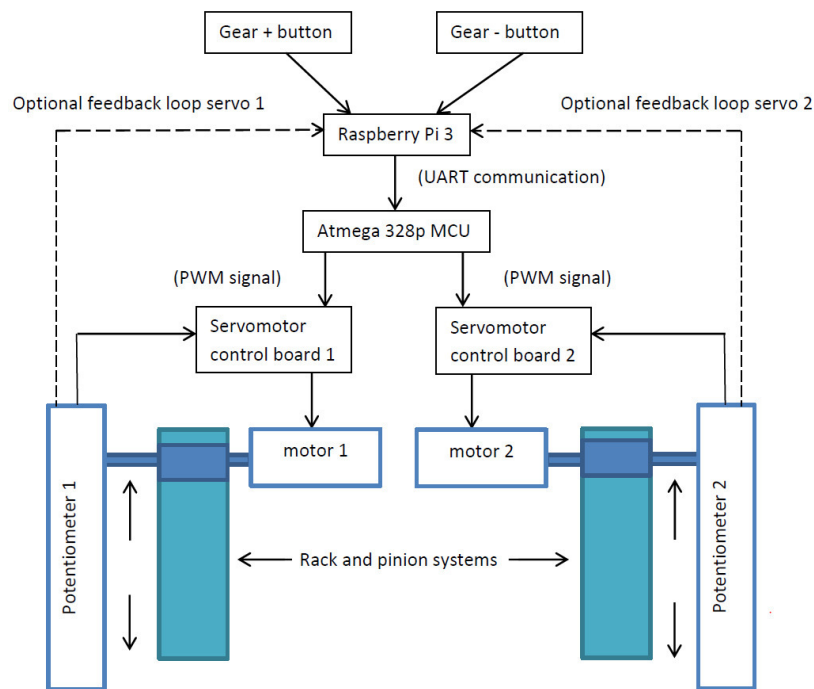 Gear + button
Gear - button
Optional feedback loop servo 1
Optional feedback loop servo 2
Raspberry Pi 3
(UART communication)
Atmega 328p MCU
(PWM signal)
(PWM signal)
Servomotor
control board 1
Servomotor
control board 2
motor 1
motor 2
Potentiometer 1
Potentiometer 2
Rack and pinion systems